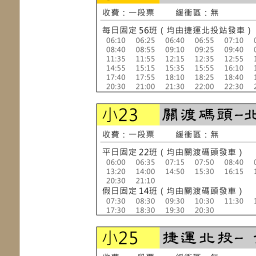 收費：一段票 緩衝區：無
每日固定 56班 ( 均由捷運北投站發車 )
06:10 06:25 06:40 06:55 07:10
08:40 08:55 09:10 09:25 09:40
11:35 11:55 12:15 12:35 12:55
14:55 15:15 15:35 15:55 16:10
17:40 17:55 18:10 18:25 18:40
20:30 21:00 21:30 22:00 22:30
小23 關渡碼頭-北
收費：一段票 緩衝區：無
平日固定 22班 ( 均由關渡碼頭發車 )
06:00 06:35 07:15 07:50 08:40
13:20 14:00 14:50 15:30 16:15
20:30 21:10
假日固定 14班 ( 均由關渡碼頭發車 )
07:30 08:30 09:30 10:30 11:30
17:30 18:30 19:30 20:30
小25 捷運北投-